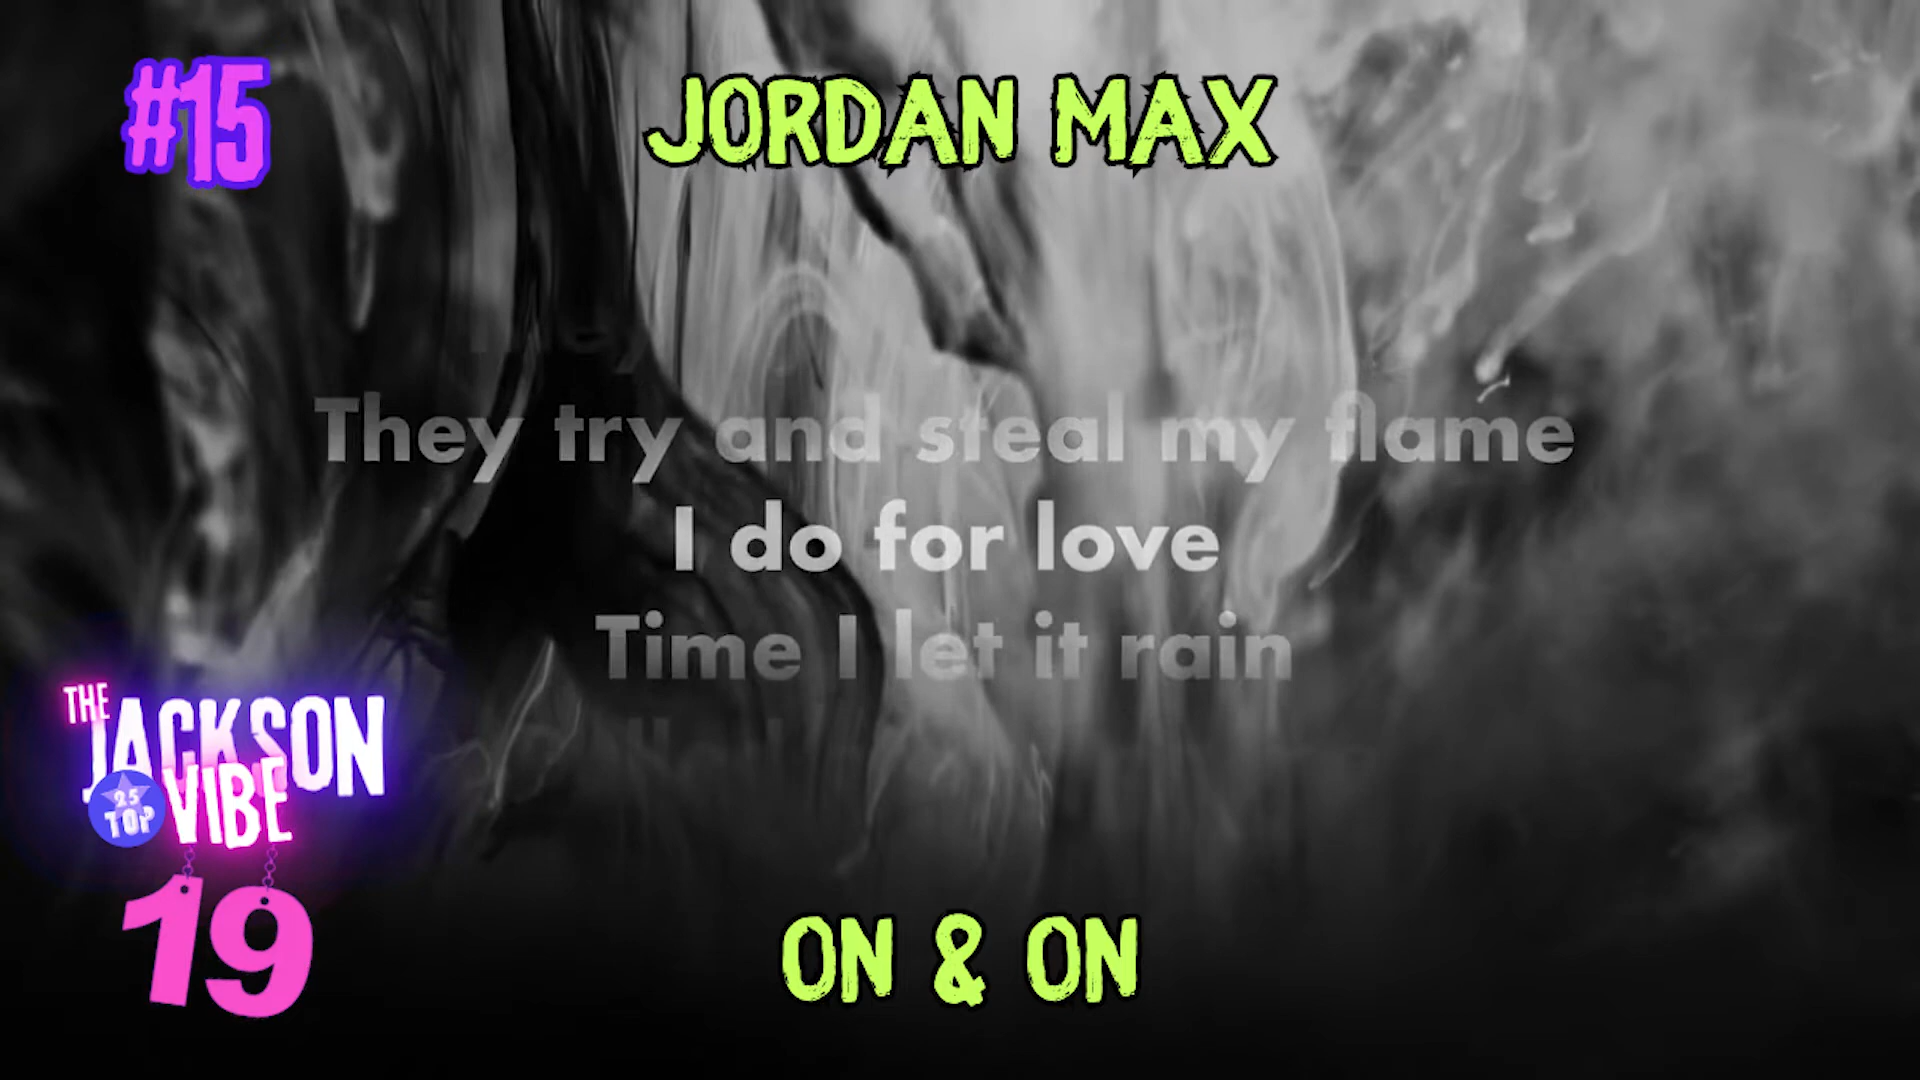 #15
JORDAN MAX
They try and steal my flame
I do for love
Time I let it rain
THE
JACKSON
25
TOP
VIBE
19
ON & ON